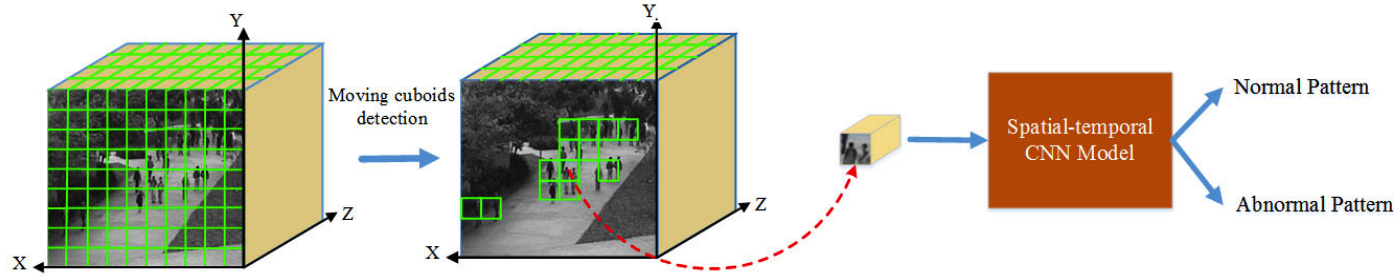 Y
X
Z
Moving cuboids
detection
Y
X
Z
Spatial-temporal
CNN Model
Normal Pattern
Abnormal Pattern